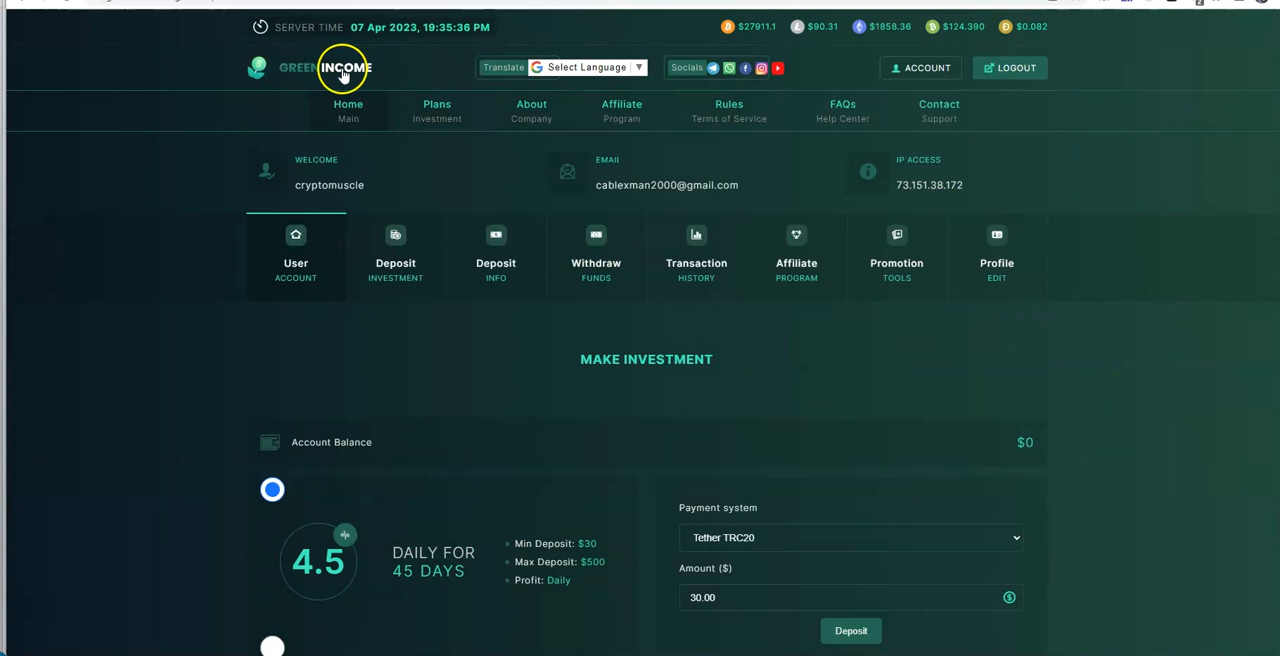 SERVER TIME 07 Apr 2023, 19:35:36 PM
$27911.1 $90.31 $1858.36 $124.390 $0.082
GREENINCOME
Translate Select Language ▼
Socials
ACCOUNT
LOGOUT
Home Plans About Affiliate Rules FAQs Contact
Main Investment Company Program Terms of Service Help Center Support
WELCOME
cryptomuscle
EMAIL
cablexman2000@gmail.com
IP ACCESS
73.151.38.172
User Deposit Deposit Withdraw Transaction Affiliate Promotion Profile
ACCOUNT INVESTMENT INFO FUNDS HISTORY PROGRAM TOOLS EDIT
MAKE INVESTMENT
Account Balance $0
4.5
DAILY FOR
45 DAYS
Min Deposit: $30
Max Deposit: $500
Profit: Daily
Payment system
Tether TRC20
Amount ($)
30.00
Deposit